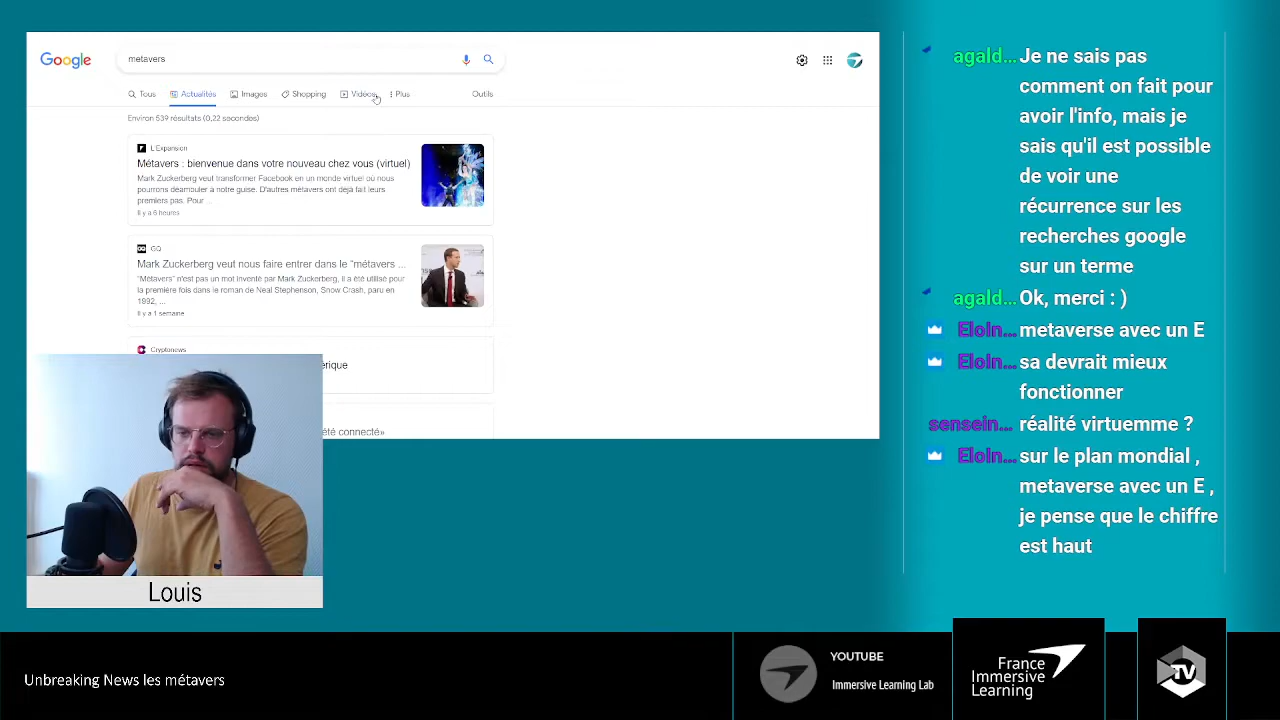 Google
metavers
Tous
Actualités
Images
Shopping
Vidéos
Plus
Outils
Environ 539 résultats (0,22 secondes)
L'Expansion
Métavers : bienvenue dans votre nouveau chez vous (virtuel)
Mark Zuckerberg veut transformer Facebook en un monde virtuel où nous
pourrons déambuler à notre guise. D'autres métavers ont déjà fait leurs
premiers pas. Pour ...
Il y a 6 heures
GQ
Mark Zuckerberg veut nous faire entrer dans le “métavers ...
“Métavers” n'est pas un mot inventé par Mark Zuckerberg, il a été utilisé pour
la première fois dans le roman de Neal Stephenson, Snow Crash, paru en
1992, ...
Il y a 1 semaine
Cryptonews
érique
été connecté»
Louis
agald... Je ne sais pas
comment on fait pour
avoir l'info, mais je
sais qu'il est possible
de voir une
récurrence sur les
recherches google
sur un terme
agald... Ok, merci : )
Eloln... metaverse avec un E
Eloln... sa devrait mieux
fonctionner
sensein... réalité virtuemme ?
Eloln... sur le plan mondial ,
metaverse avec un E ,
je pense que le chiffre
est haut
Unbreaking News les métavers
YOUTUBE
Immersive Learning Lab
France
Immersive
Learning
TV